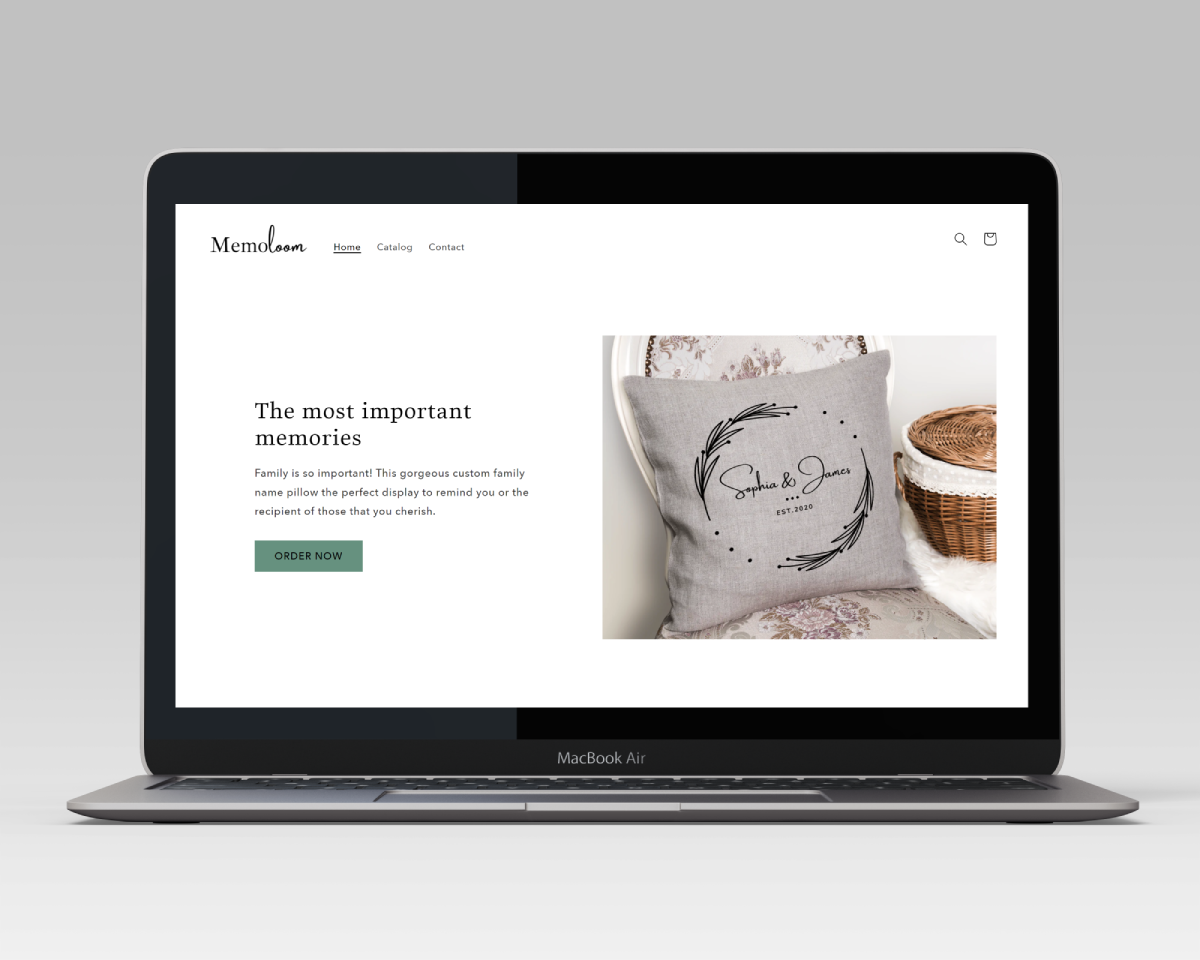 Memoloom
Home Catalog Contact
The most important
memories
Family is so important! This gorgeous custom family
name pillow the perfect display to remind you or the
recipient of those that you cherish.
ORDER NOW
Sophia & James
EST.2020
MacBook Air